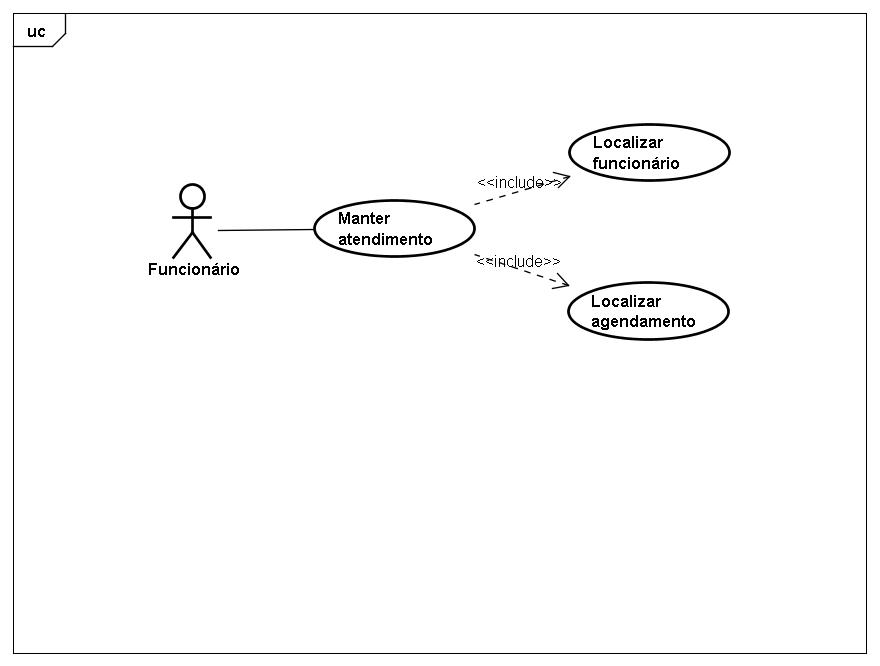 uc
Localizar
funcionário
<<include>>
Manter
atendimento
Funcionário
<<include>>
Localizar
agendamento